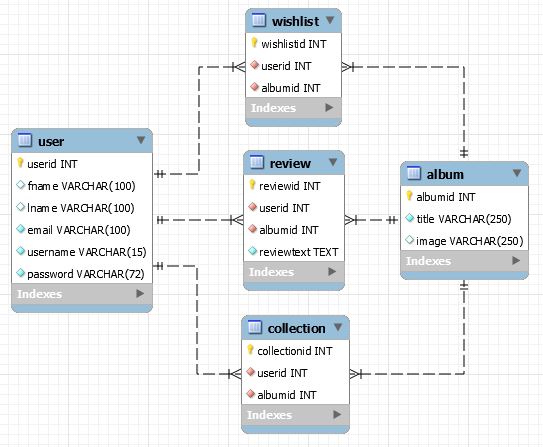 wishlist
wishlistid INT
userid INT
albumid INT
Indexes
user
userid INT
fname VARCHAR(100)
lname VARCHAR(100)
email VARCHAR(100)
username VARCHAR(15)
password VARCHAR(72)
Indexes
review
reviewid INT
userid INT
albumid INT
reviewtext TEXT
Indexes
album
albumid INT
title VARCHAR(250)
image VARCHAR(250)
Indexes
collection
collectionid INT
userid INT
albumid INT
Indexes